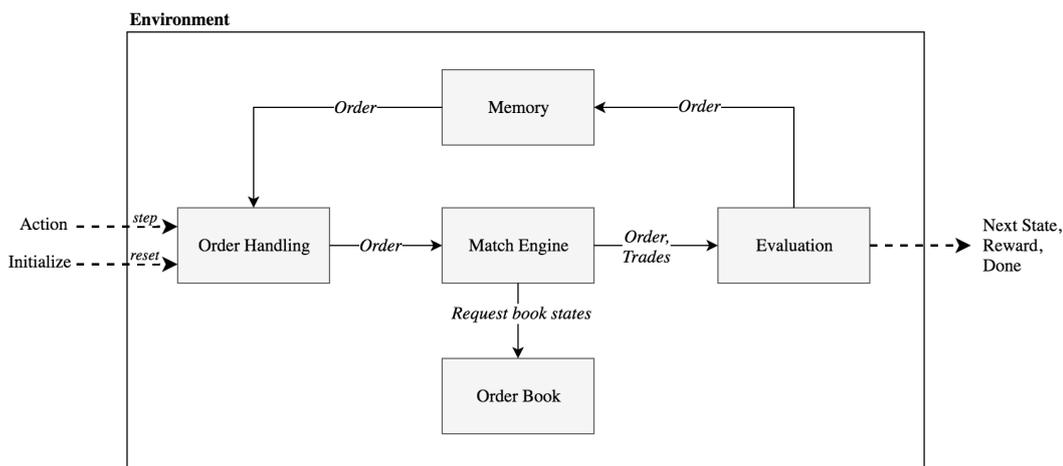 Environment
Order
Memory
Order
Action
step
Initialize
reset
Order Handling
Order
Match Engine
Order,
Trades
Evaluation
Next State,
Reward,
Done
Request book states
Order Book